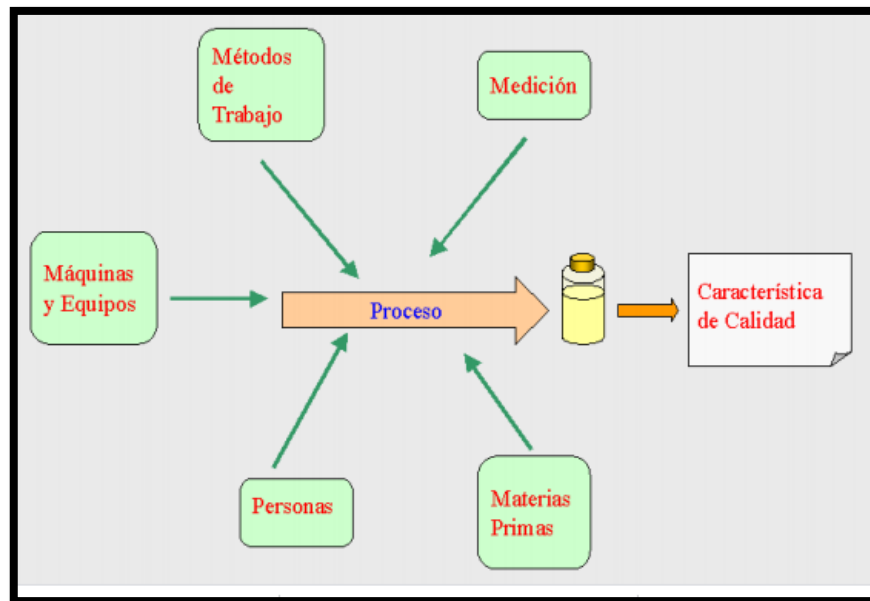 Métodos
de
Trabajo
Medición
Máquinas
y Equipos
Proceso
Característica
de Calidad
Personas
Materias
Primas